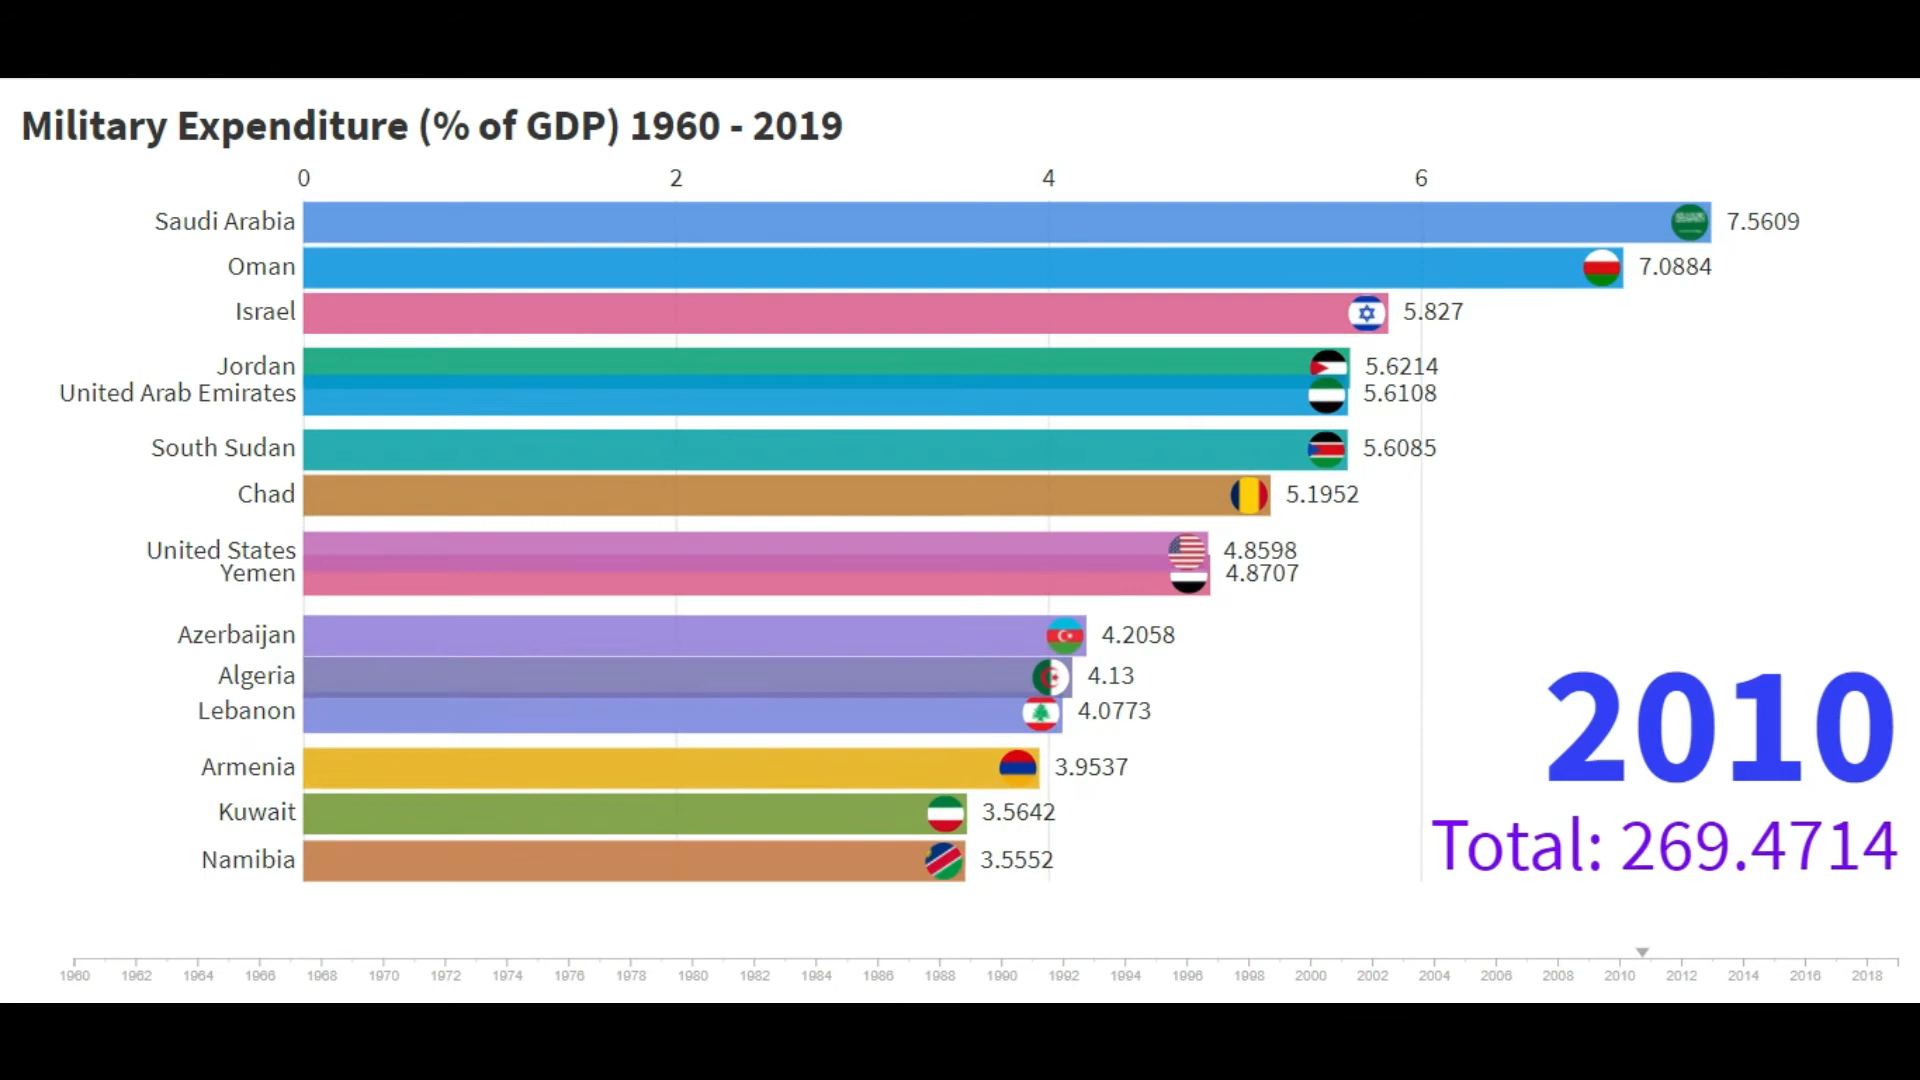 Military Expenditure (% of GDP) 1960 - 2019
0 2 4 6
Saudi Arabia 7.5609
Oman 7.0884
Israel 5.827
Jordan 5.6214
United Arab Emirates 5.6108
South Sudan 5.6085
Chad 5.1952
United States 4.8598
Yemen 4.8707
Azerbaijan 4.2058
Algeria 4.13
Lebanon 4.0773
Armenia 3.9537
Kuwait 3.5642
Namibia 3.5552
2010
Total: 269.4714
1960 1962 1964 1966 1968 1970 1972 1974 1976 1978 1980 1982 1984 1986 1988 1990 1992 1994 1996 1998 2000 2002 2004 2006 2008 2010 2012 2014 2016 2018